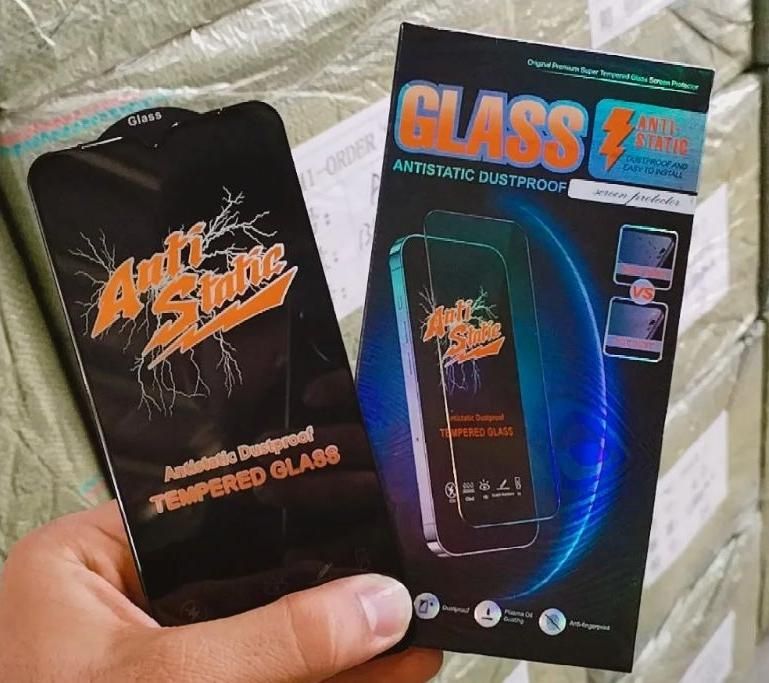 Glass
Anti
Static
Antistatic Dustproof
TEMPERED GLASS
Original Premium Super Tempered Glass Screen Protector
GLASS
ANTI-
STATIC
DUSTPROOF AND
EASY TO INSTALL
ANTISTATIC DUSTPROOF
screen protector
VS
Anti
Static
Antistatic Dustproof
TEMPERED GLASS
Dustproof
Plasma Oil
Coating
Anti-fingerprint
-ORDER